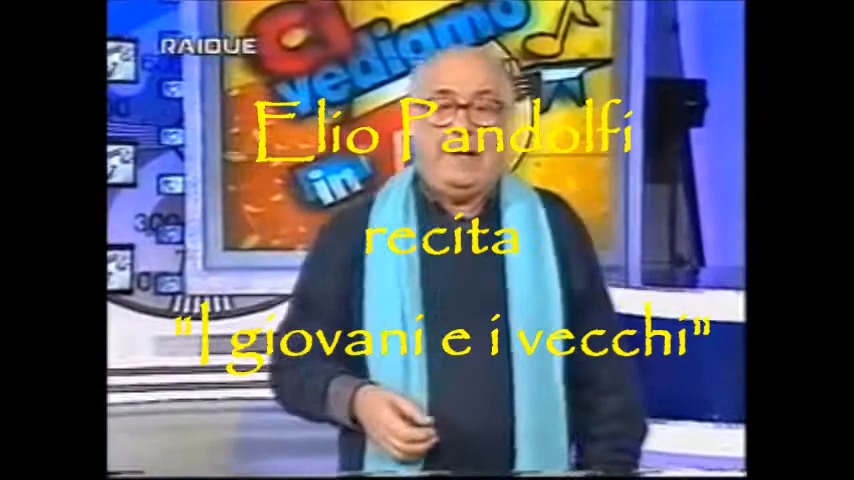 RAIDUE
Ci
vediamo
in
Elio Pandolfi
recita
"I giovani e i vecchi"